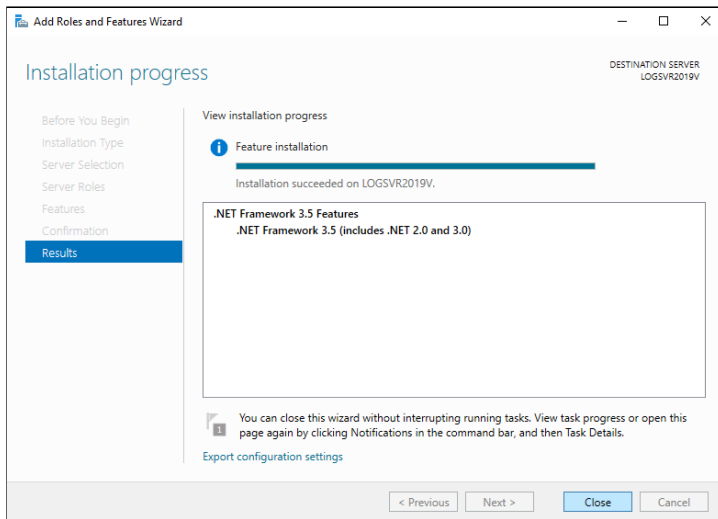 Add Roles and Features Wizard
Installation progress
DESTINATION SERVER
LOGSVR2019V
Before You Begin
Installation Type
Server Selection
Server Roles
Features
Confirmation
Results
View installation progress
Feature installation
Installation succeeded on LOGSVR2019V.
.NET Framework 3.5 Features
.NET Framework 3.5 (includes .NET 2.0 and 3.0)
1
You can close this wizard without interrupting running tasks. View task progress or open this
page again by clicking Notifications in the command bar, and then Task Details.
Export configuration settings
< Previous
Next >
Close
Cancel